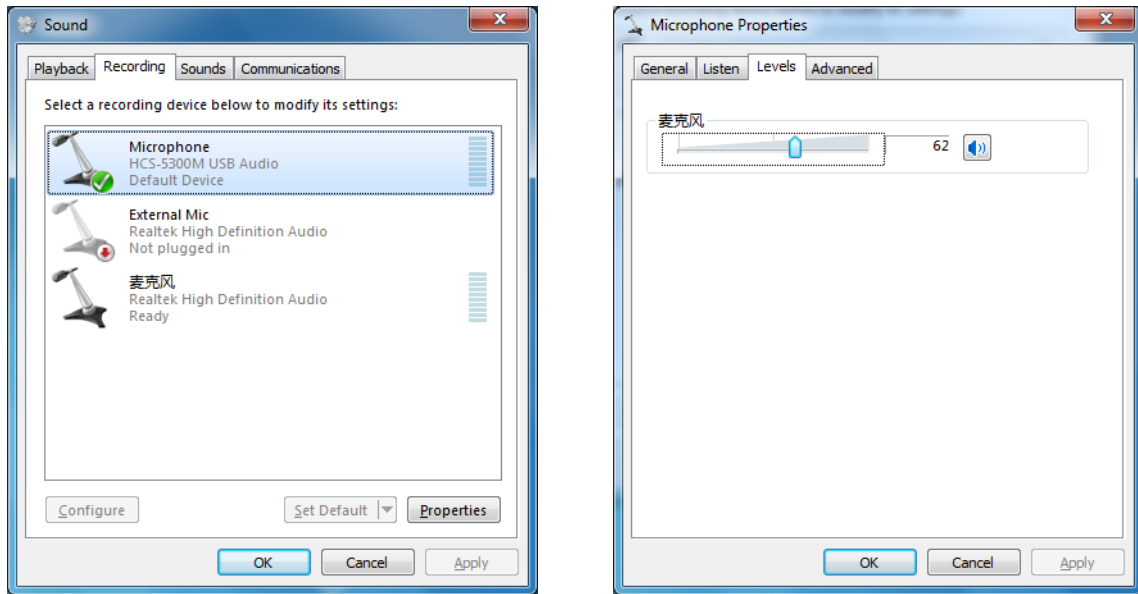 Sound
Playback Recording Sounds Communications
Select a recording device below to modify its settings:
Microphone
HCS-5300M USB Audio
Default Device
External Mic
Realtek High Definition Audio
Not plugged in
麦克风
Realtek High Definition Audio
Ready
Configure Set Default Properties
OK Cancel Apply
Microphone Properties
General Listen Levels Advanced
麦克风
62
OK Cancel Apply